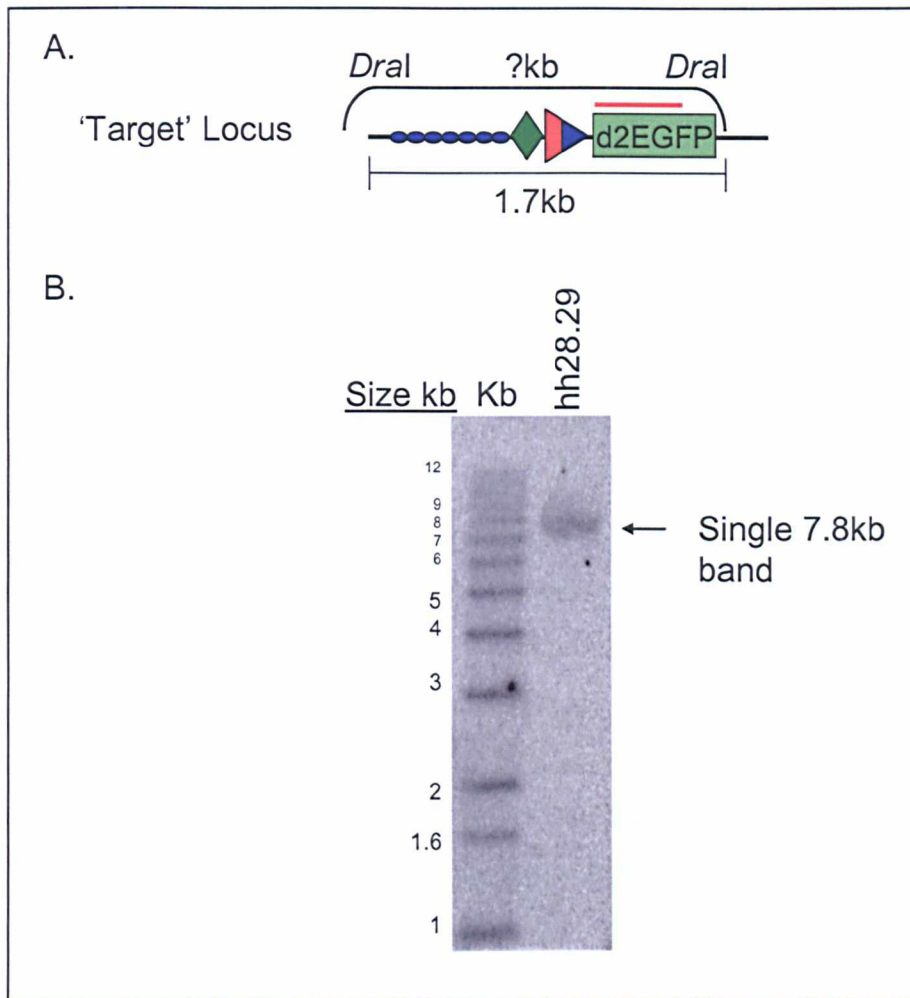 A.
DraI ?kb DraI
'Target' Locus
d2EGFP
1.7kb
B.
hh28.29
Size kb Kb
12
9
8
7
6
5
4
3
2
1.6
1
Single 7.8kb
band